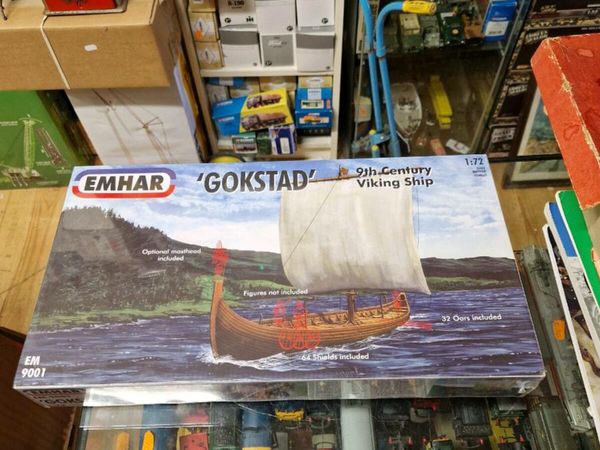 EMHAR
'GOKSTAD'
9th Century
Viking Ship
1:72
Optional masthead
included
Figures not included
32 Oars included
64 Shields included
EM
9001
EMHAR